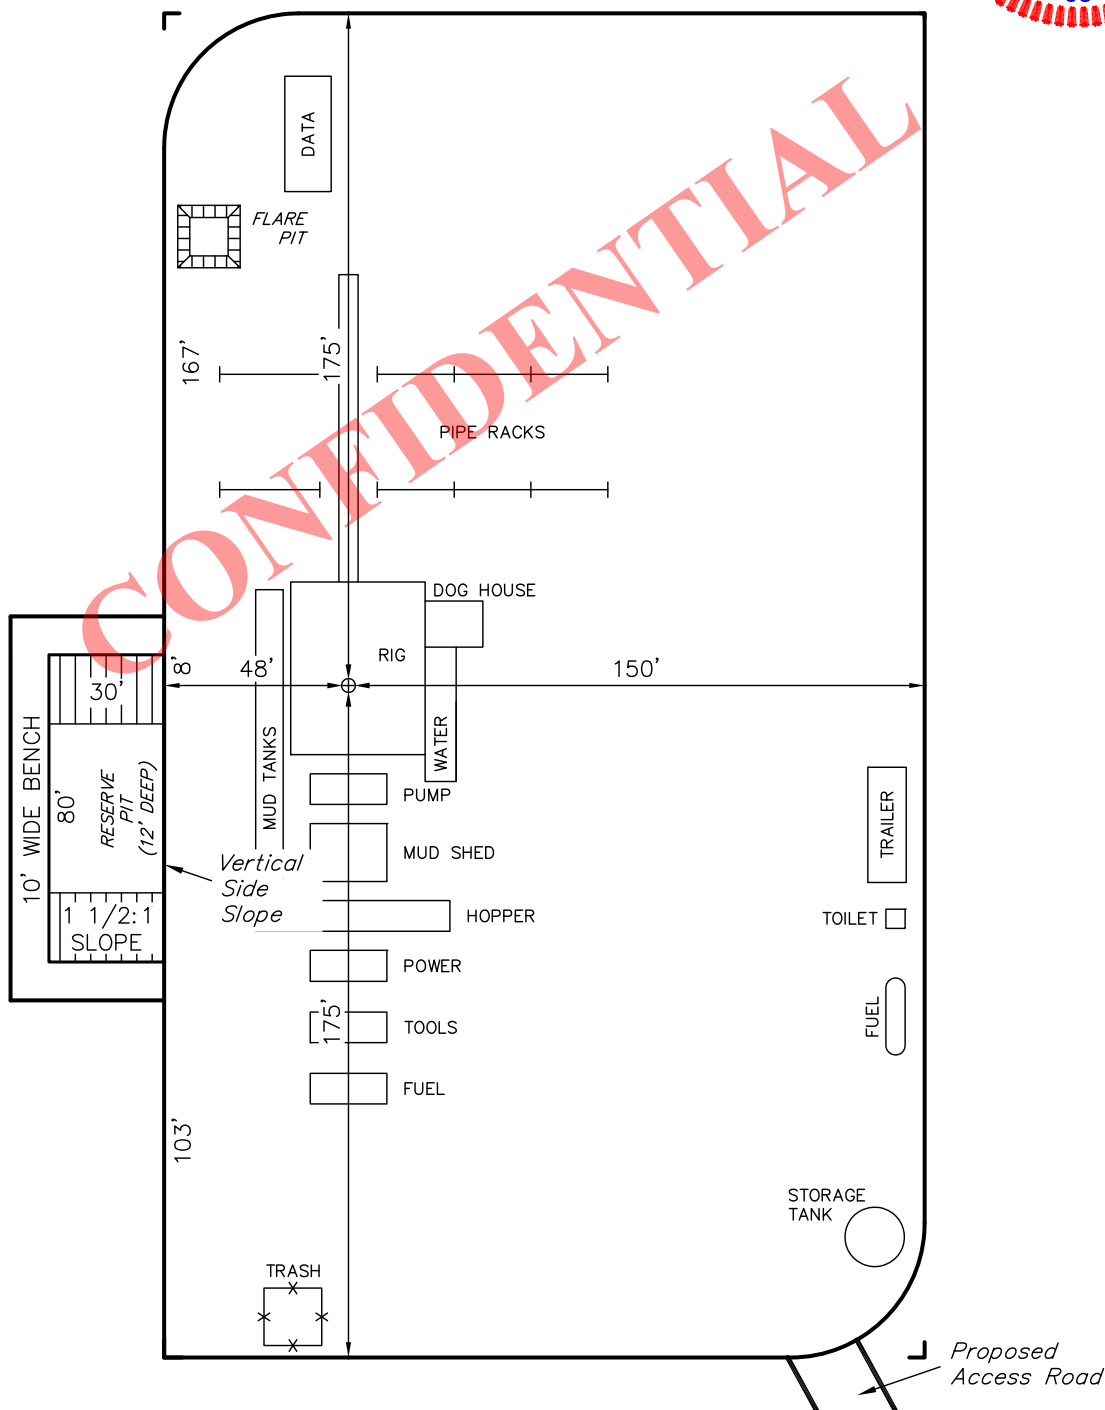 DATA
FLARE
PIT
167'
175'
PIPE RACKS
CONFIDENTIAL
DOG HOUSE
RIG
8'
48'
150'
30'
10' WIDE BENCH
80'
RESERVE
PIT
(12' DEEP)
MUD TANKS
WATER
PUMP
TRAILER
MUD SHED
Vertical
Side
Slope
1 1/2:1
SLOPE
HOPPER
TOILET
POWER
175'
TOOLS
FUEL
FUEL
103'
STORAGE
TANK
TRASH
Proposed
Access Road